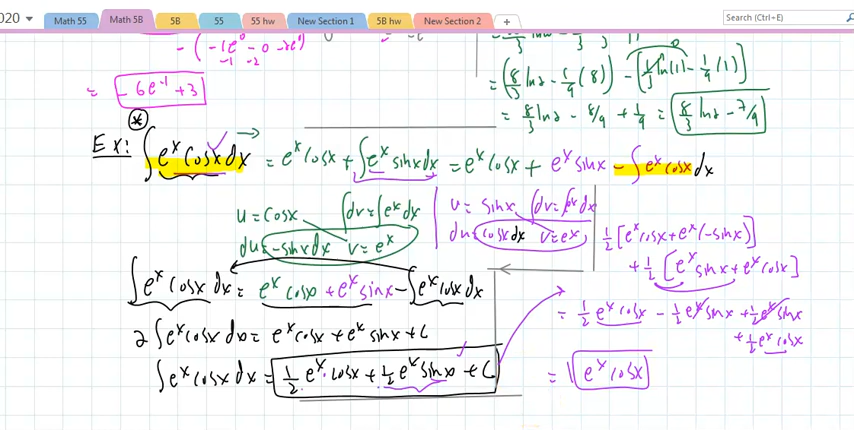 2020
Math 55
Math 5B
5B
55
55 hw
New Section 1
5B hw
New Section 2
+
Search (Ctrl+E)
- (-1e⁰ - 0 - 2e⁰)
-1 -2
= -6e⁻¹ + 3
= (8/3 ln2 - 1/9 (8)) - (1/3 ln(1) - 1/9 (1))
= 8/3 ln2 - 8/9 + 1/9 = 8/3 ln2 - 7/9
*
Ex: ∫ eˣ cosx dx = eˣ cosx + ∫ eˣ sinx dx = eˣ cosx + eˣ sinx - ∫ eˣ cosx dx
u = cosx ∫dv = ∫eˣ dx
du = -sinx dx v = eˣ
u = sinx ∫dv = ∫eˣ dx
du = cosx dx v = eˣ
∫ eˣ cosx dx = eˣ cosx + eˣ sinx - ∫ eˣ cosx dx
2 ∫ eˣ cosx dx = eˣ cosx + eˣ sinx + C
∫ eˣ cosx dx = 1/2 eˣ cosx + 1/2 eˣ sinx + C
1/2 [eˣ cosx + eˣ (-sinx)]
+ 1/2 [eˣ sinx + eˣ cosx]
= 1/2 eˣ cosx - 1/2 eˣ sinx + 1/2 eˣ sinx
+ 1/2 eˣ cosx
= eˣ cosx